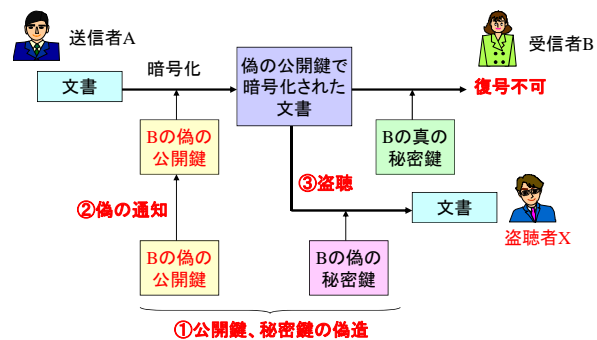 送信者A
受信者B
文書
暗号化
偽の公開鍵で
暗号化された
文書
復号不可
Bの偽の
公開鍵
Bの真の
秘密鍵
③盗聴
②偽の通知
文書
盗聴者X
Bの偽の
公開鍵
Bの偽の
秘密鍵
①公開鍵、秘密鍵の偽造